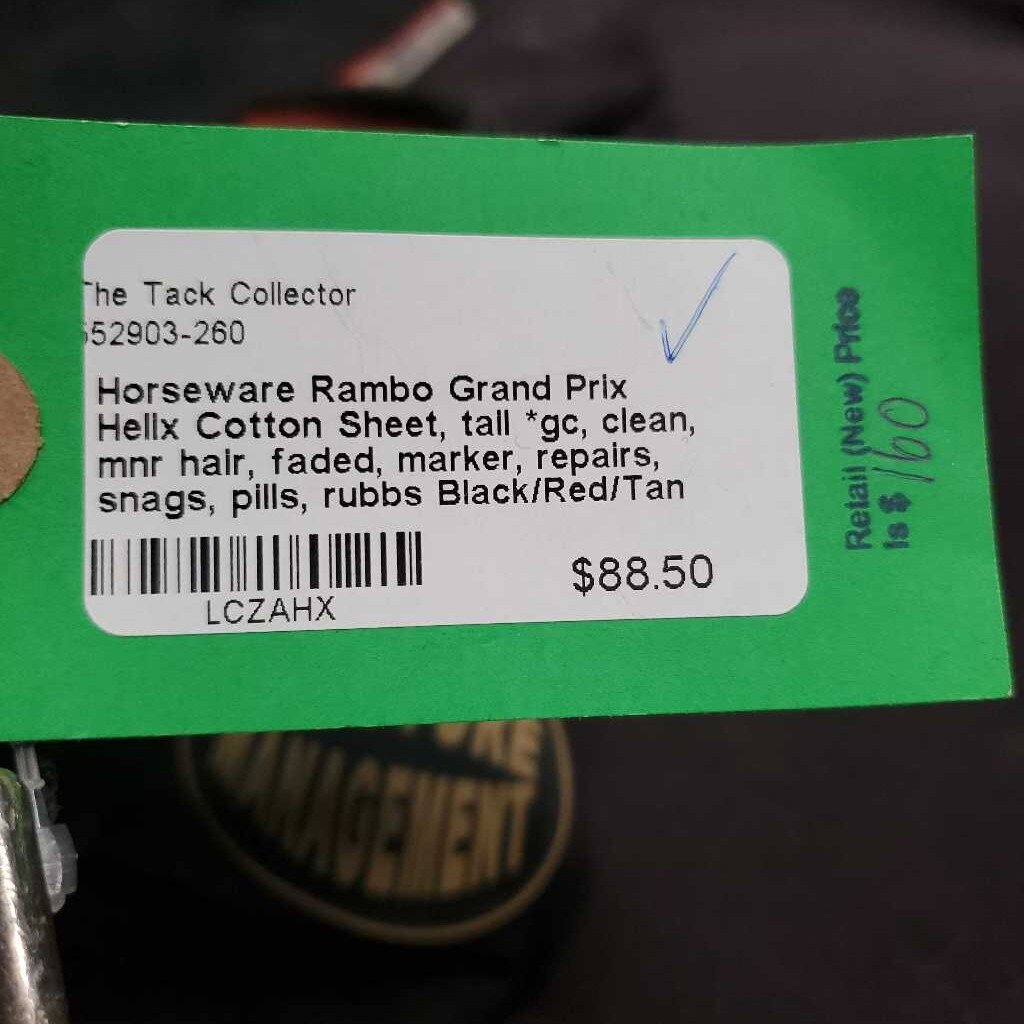 The Tack Collector
52903-260
Horseware Rambo Grand Prix
Helix Cotton Sheet, tail *gc, clean,
mnr hair, faded, marker, repairs,
snags, pills, rubbs Black/Red/Tan
LCZAHX
$88.50
Retail (New) Price
Is $ 160
MANAGEMENT